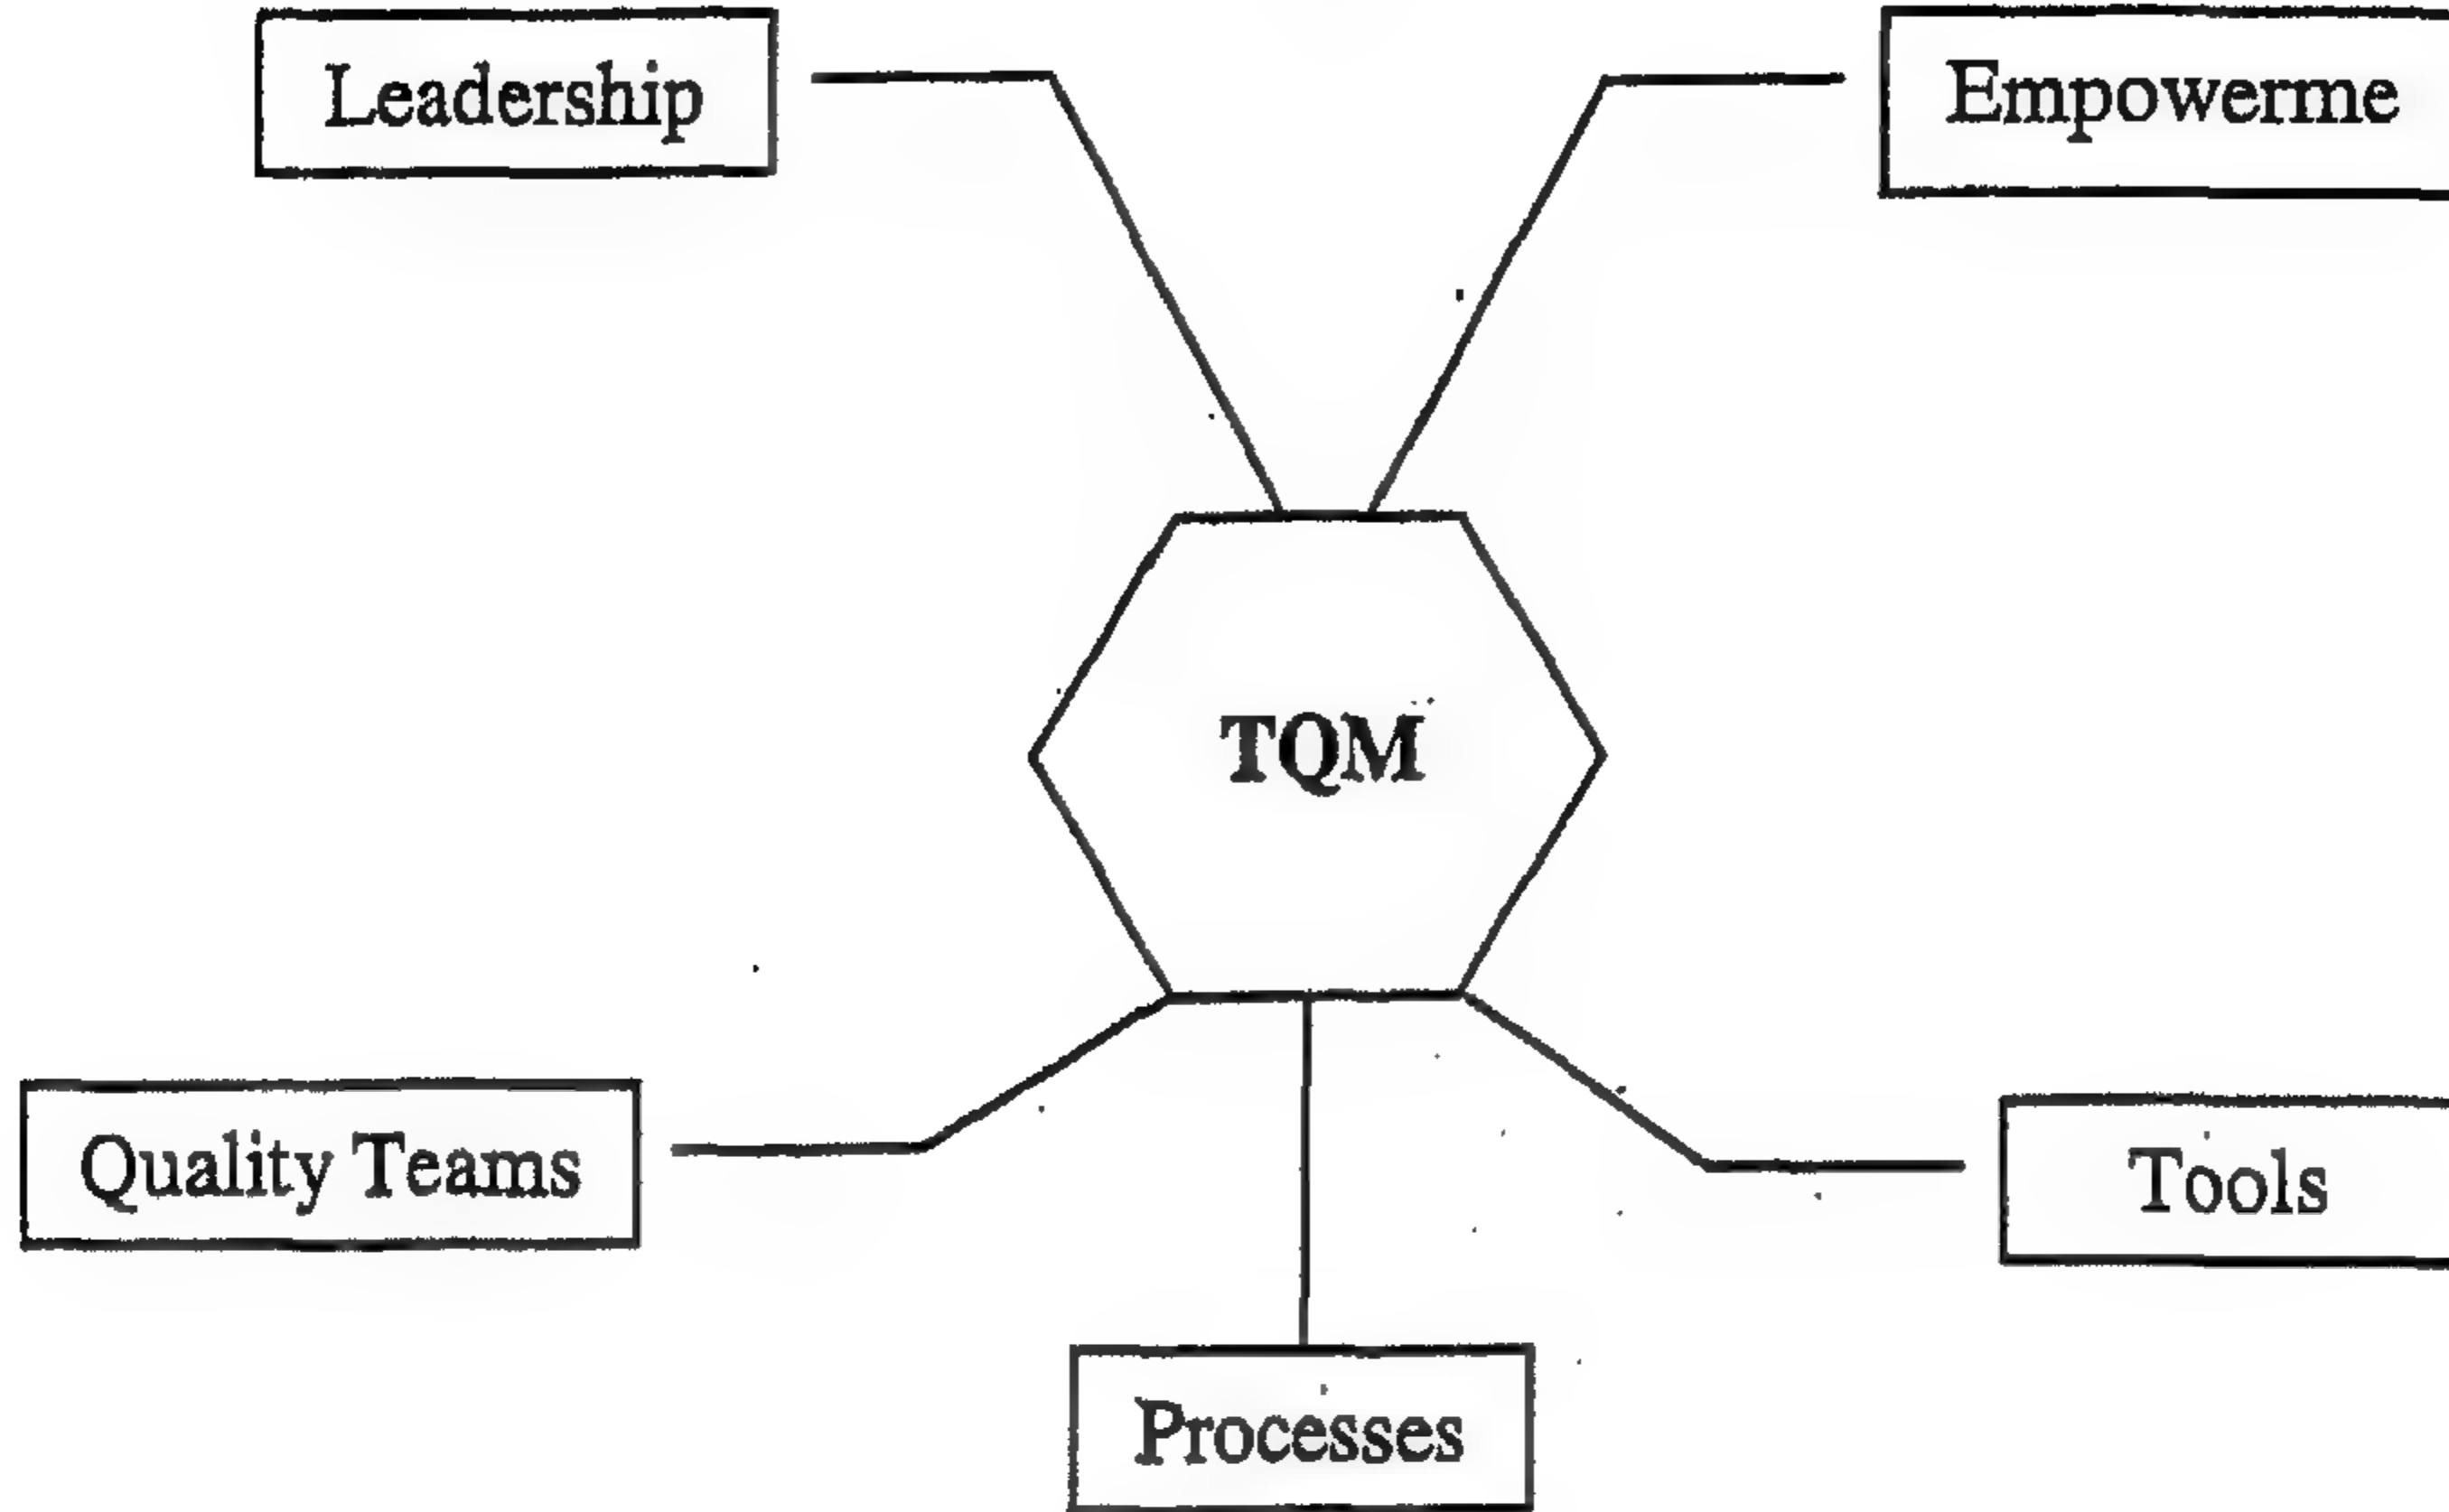 Leadership
Empowerme
TQM
Quality Teams
Tools
Processes